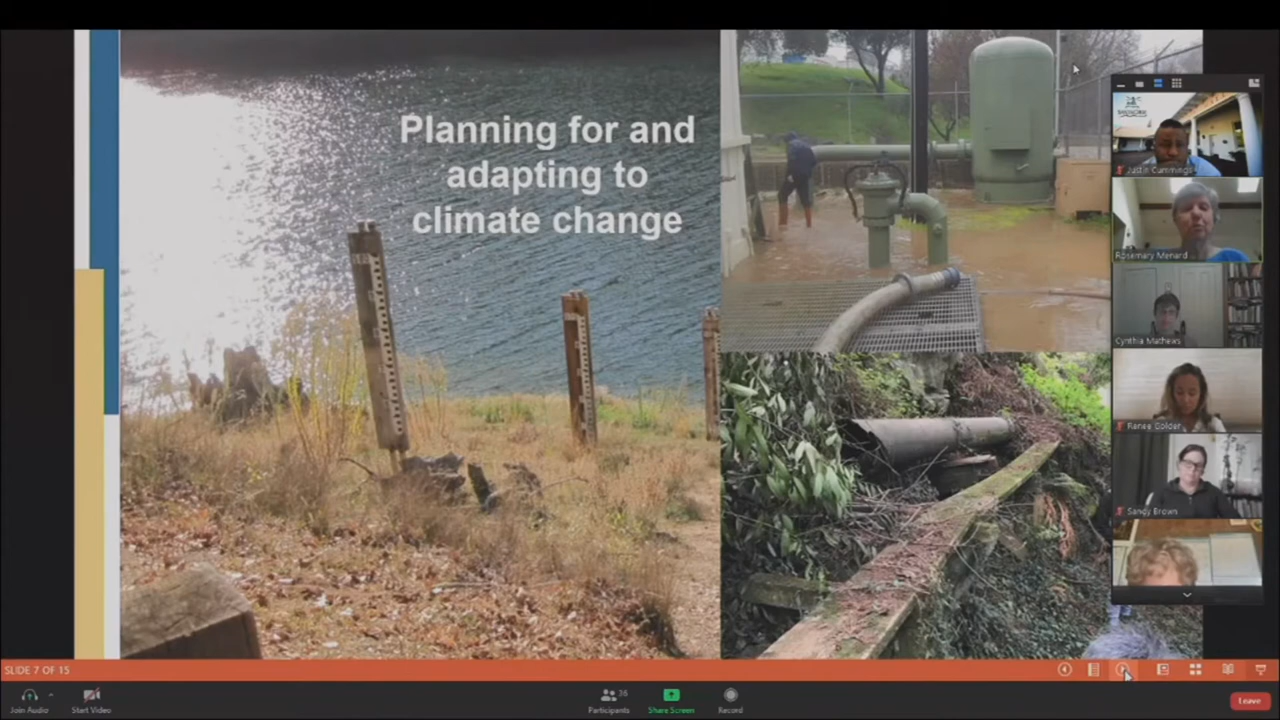 Planning for and
adapting to
climate change
Justin Cummings
Rosemary Menard
Cynthia Mathews
Renee Golder
Sandy Brown
SLIDE 7 OF 15
Join Audio
Start Video
Participants
36
Share Screen
Record
Leave